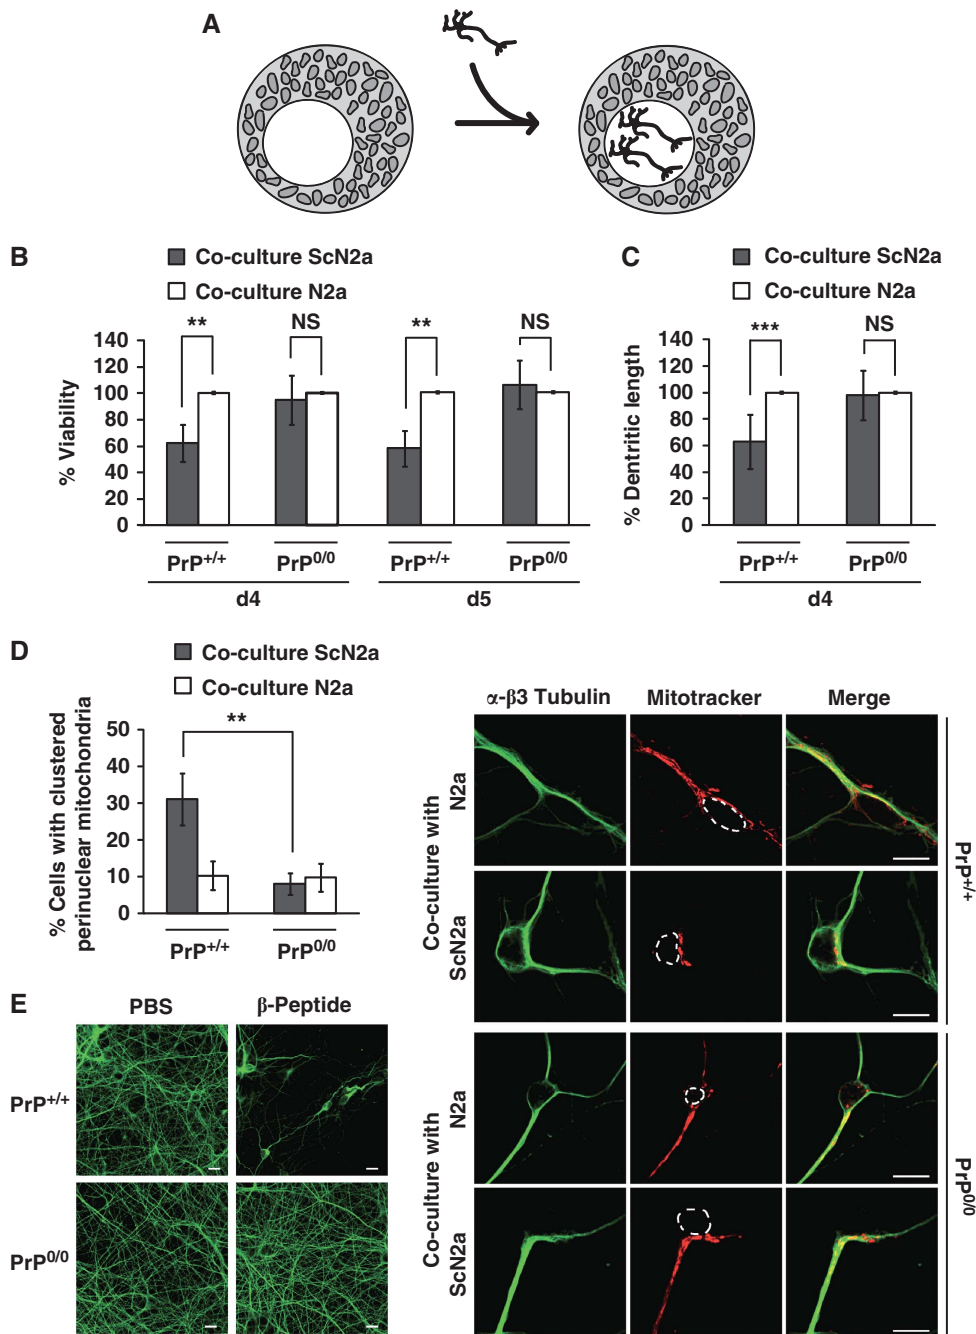 A
B
Co-culture ScN2a
Co-culture N2a
% Viability
140
120
100
80
60
40
20
0
**
NS
**
NS
PrP+/+
PrP0/0
PrP+/+
PrP0/0
d4
d5
C
Co-culture ScN2a
Co-culture N2a
% Dentritic length
140
120
100
80
60
40
20
0
***
NS
PrP+/+
PrP0/0
d4
D
Co-culture ScN2a
Co-culture N2a
% Cells with clustered
perinuclear mitochondria
50
40
30
20
10
0
**
PrP+/+
PrP0/0
α-β3 Tubulin
Mitotracker
Merge
Co-culture with
N2a
ScN2a
PrP+/+
Co-culture with
N2a
ScN2a
PrP0/0
E
PBS
β-Peptide
PrP+/+
PrP0/0